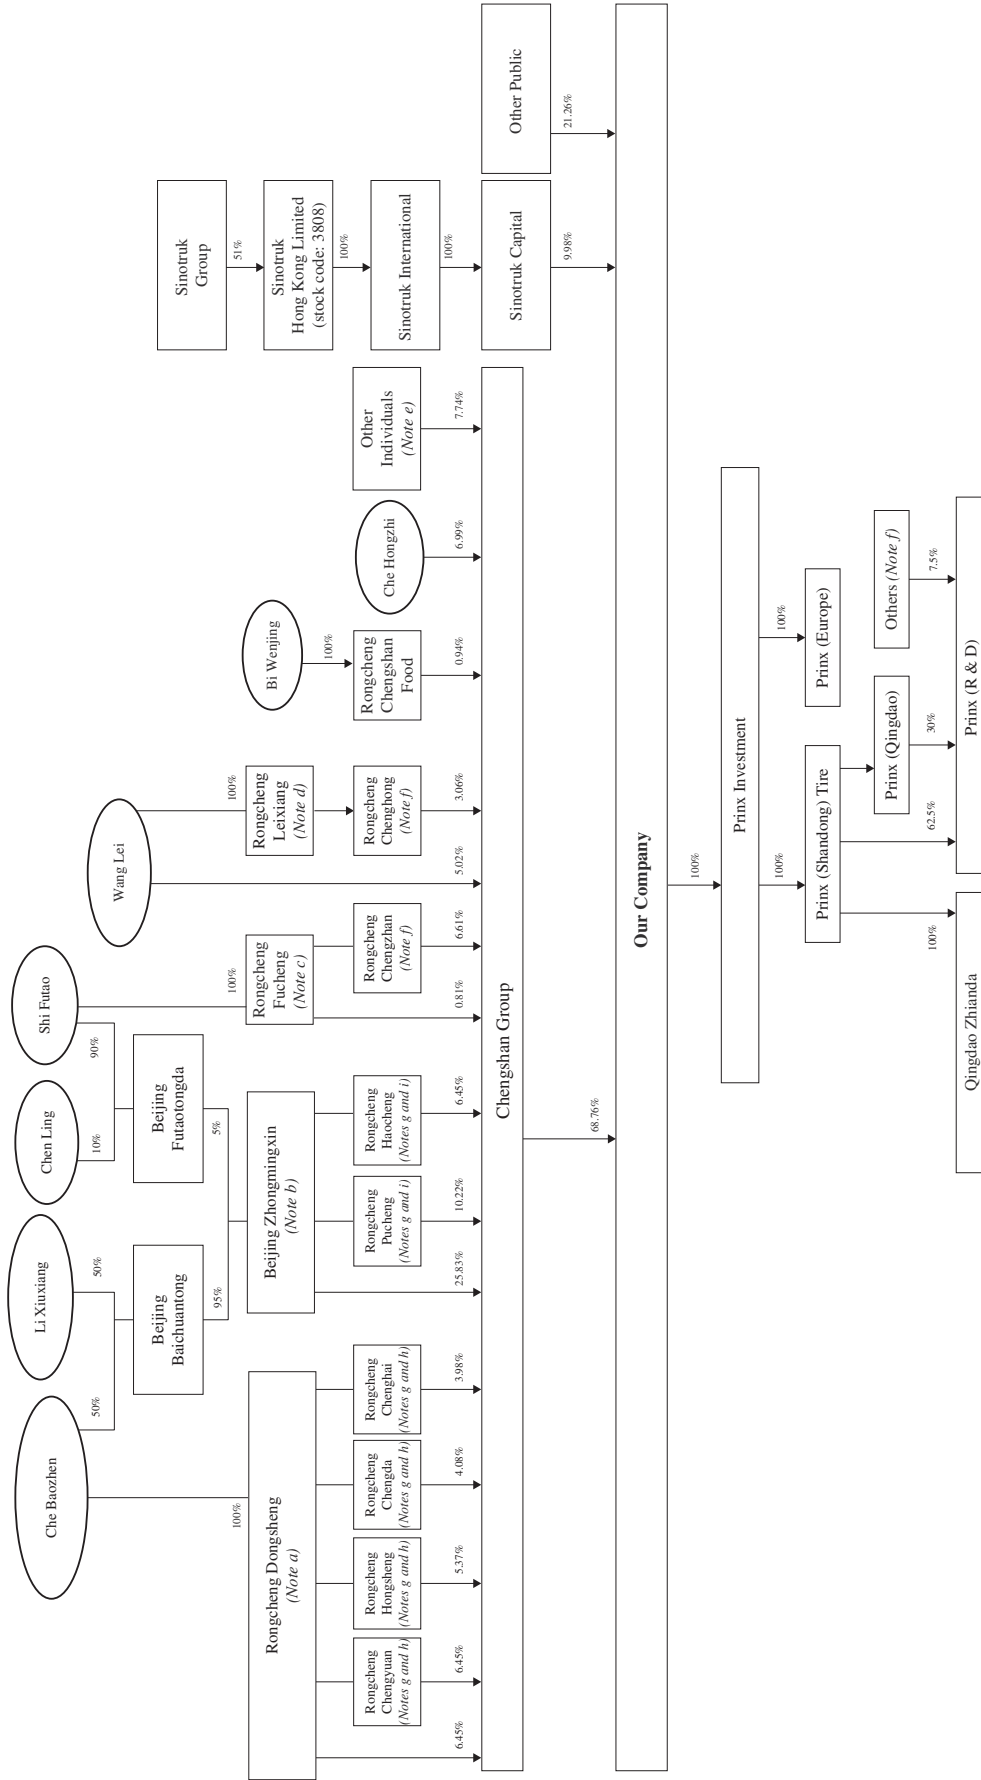 Che Baozhen
Li Xiuxiang
Chen Ling
Shi Futao
50%
50%
10%
90%
Beijing
Baichuantong
Beijing
Futaotongda
Wang Lei
Sinotruk
Group
95%
5%
100%
100%
100%
Bi Wenjing
51%
Rongcheng Dongsheng
(Note a)
Beijing Zhongmingxin
(Note b)
Rongcheng
Fucheng
(Note c)
Rongcheng
Leixiang
(Note d)
100%
Sinotruk
Hong Kong Limited
(stock code: 3808)
100%
Rongcheng
Chengyuan
(Notes g and h)
Rongcheng
Hongsheng
(Notes g and h)
Rongcheng
Chengda
(Notes g and h)
Rongcheng
Chenghai
(Notes g and h)
Rongcheng
Pucheng
(Notes g and i)
Rongcheng
Haocheng
(Notes g and i)
Rongcheng
Chengzhan
(Note f)
Rongcheng
Chenghong
(Note f)
Rongcheng
Chengshan
Food
Che Hongzhi
Other
Individuals
(Note e)
Sinotruk International
6.45%
6.45%
5.37%
4.08%
3.98%
25.83%
10.22%
6.45%
0.81%
6.61%
5.02%
3.06%
0.94%
6.99%
7.74%
100%
Chengshan Group
Sinotruk Capital
Other Public
68.76%
9.98%
21.26%
Our Company
100%
Prinx Investment
100%
100%
Prinx (Shandong) Tire
Prinx (Europe)
Prinx (Qingdao)
Others (Note f)
100%
62.5%
30%
7.5%
Qingdao Zhianda
Prinx (R & D)